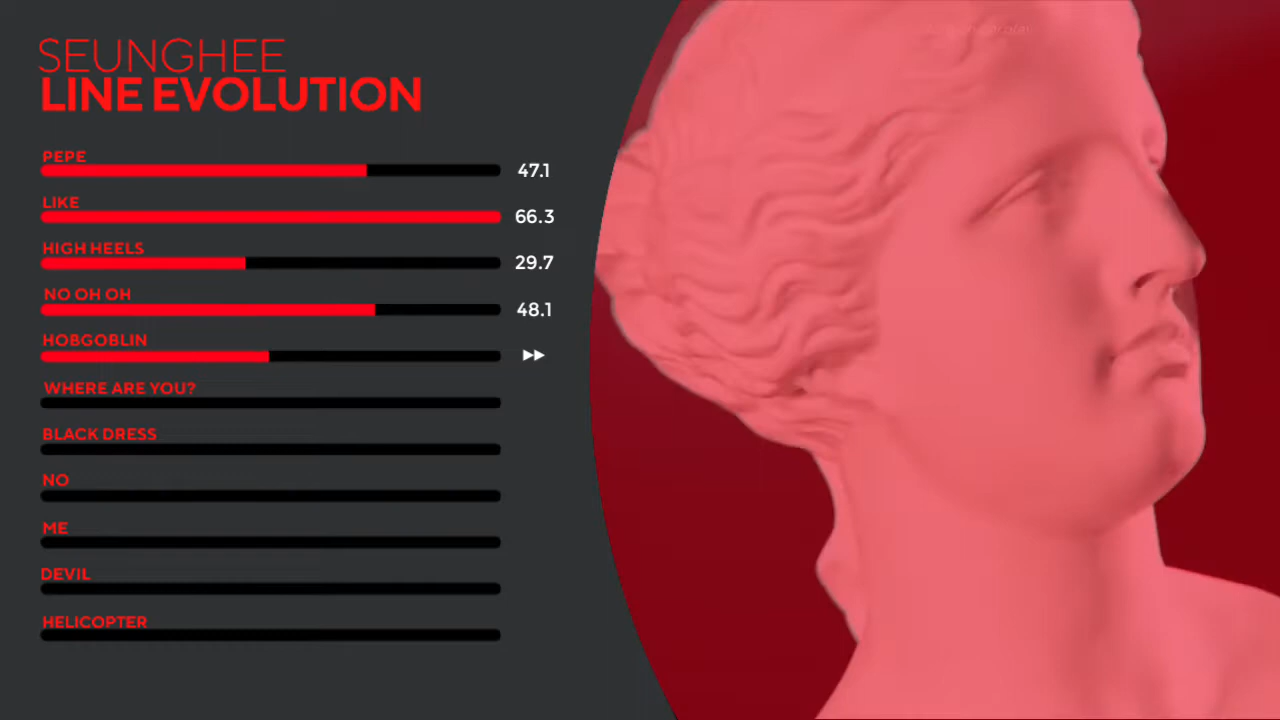 SEUNGHEE
LINE EVOLUTION
PEPE
47.1
LIKE
66.3
HIGH HEELS
29.7
NO OH OH
48.1
HOBGOBLIN
WHERE ARE YOU?
BLACK DRESS
NO
ME
DEVIL
HELICOPTER